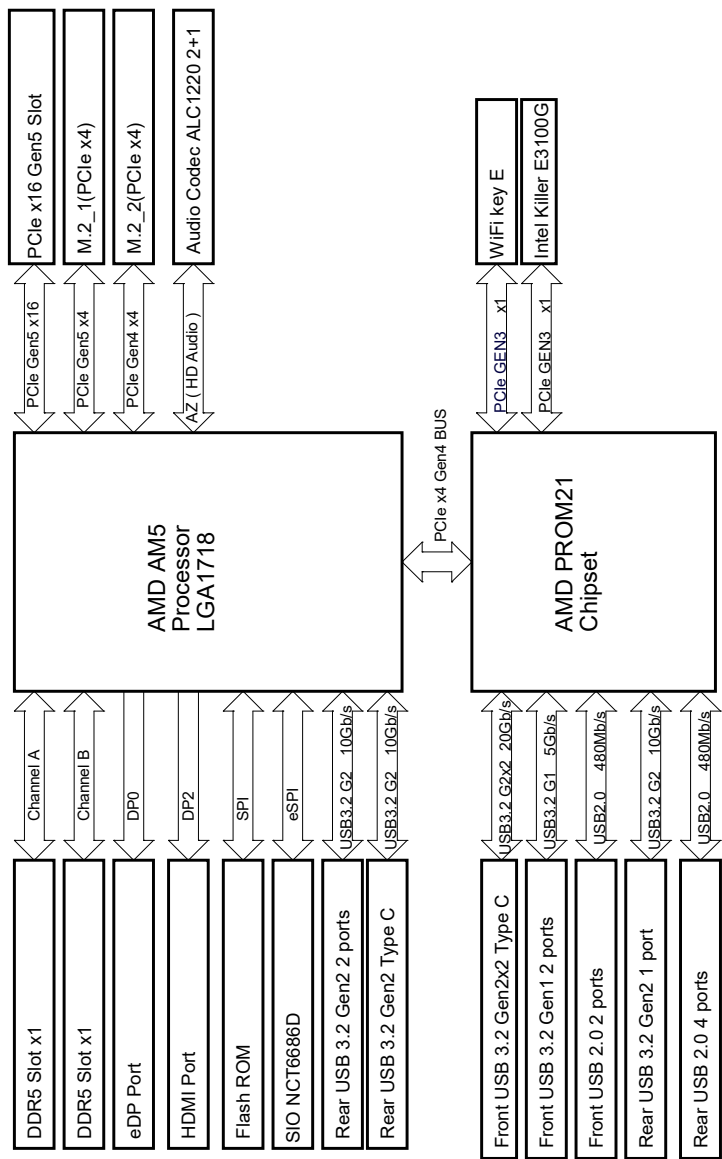 DDR5 Slot x1
Channel A
DDR5 Slot x1
Channel B
eDP Port
DP0
HDMI Port
DP2
Flash ROM
SPI
SIO NCT6686D
eSPI
Rear USB 3.2 Gen2 2 ports
USB3.2 G2 10Gb/s
Rear USB 3.2 Gen2 Type C
USB3.2 G2 10Gb/s
AMD AM5
Processor
LGA1718
PCIe Gen5 x16
PCIe x16 Gen5 Slot
PCIe Gen5 x4
M.2_1(PCIe x4)
PCIe Gen4 x4
M.2_2(PCIe x4)
AZ ( HD Audio )
Audio Codec ALC1220 2+1
PCIe x4 Gen4 BUS
Front USB 3.2 Gen2x2 Type C
USB3.2 G2x2 20Gb/s
Front USB 3.2 Gen1 2 ports
USB3.2 G1 5Gb/s
Front USB 2.0 2 ports
USB2.0 480Mb/s
Rear USB 3.2 Gen2 1 port
USB3.2 G2 10Gb/s
Rear USB 2.0 4 ports
USB2.0 480Mb/s
AMD PROM21
Chipset
PCIe GEN3 x1
WiFi key E
PCIe GEN3 x1
Intel Killer E3100G